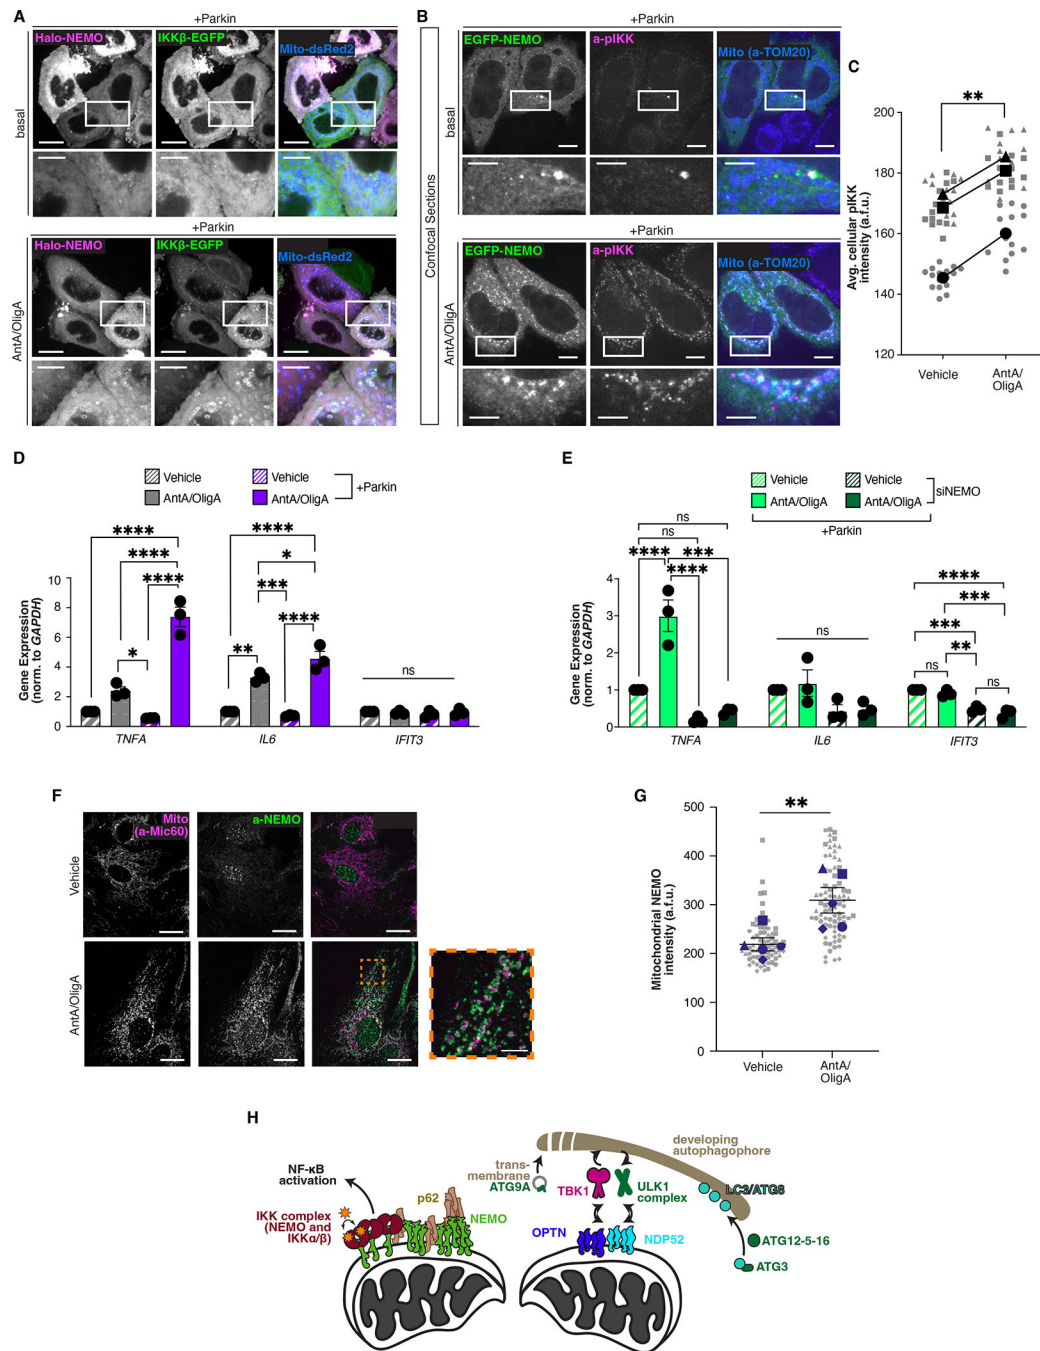 A
+Parkin
Halo-NEMO
IKKβ-EGFP
Mito-dsRed2
basal
+Parkin
Halo-NEMO
IKKβ-EGFP
Mito-dsRed2
AntA/OligA
B
+Parkin
EGFP-NEMO
a-pIKK
Mito (a-TOM20)
basal
Confocal Sections
+Parkin
EGFP-NEMO
a-pIKK
Mito (a-TOM20)
AntA/OligA
C
**
Avg. cellular pIKK
intensity (a.f.u.)
200
180
160
140
120
Vehicle
AntA/
OligA
D
Vehicle
Vehicle
AntA/OligA
AntA/OligA
+Parkin
****
****
****
*
****
*
***
****
**
ns
Gene Expression
(norm. to GAPDH)
10
8
6
4
2
0
TNFA
IL6
IFIT3
E
Vehicle
Vehicle
AntA/OligA
AntA/OligA
siNEMO
+Parkin
ns
ns
****
***
****
ns
****
***
***
ns
**
ns
Gene Expression
(norm. to GAPDH)
4
3
2
1
0
TNFA
IL6
IFIT3
F
Mito
(a-Mic60)
a-NEMO
Vehicle
AntA/OligA
G
**
Mitochondrial NEMO
intensity (a.f.u.)
500
400
300
200
100
0
Vehicle
AntA/
OligA
H
NF-κB
activation
IKK complex
(NEMO and
IKKα/β)
p62
NEMO
trans-
membrane
ATG9A
TBK1
ULK1
complex
developing
autophagophore
LC3/ATG8
OPTN
NDP52
ATG12-5-16
ATG3